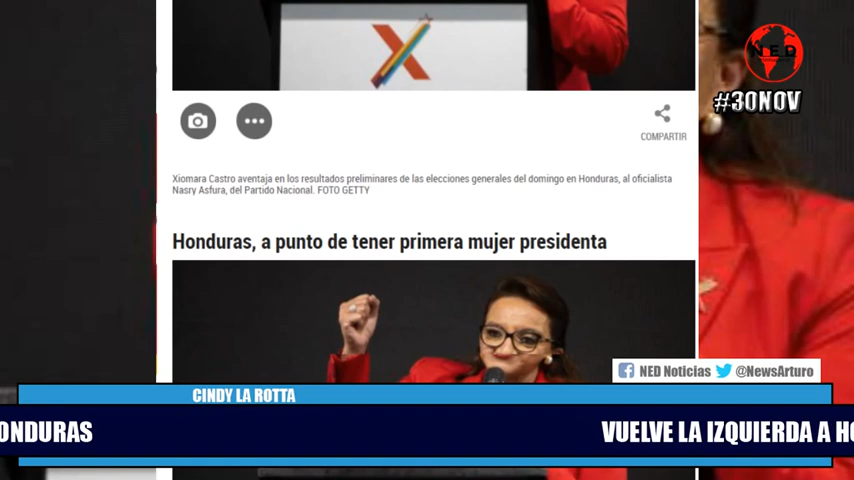 NED
#30NOV
COMPARTIR
Xiomara Castro aventaja en los resultados preliminares de las elecciones generales del domingo en Honduras, al oficialista
Nasry Asfura, del Partido Nacional. FOTO GETTY
Honduras, a punto de tener primera mujer presidenta
NED Noticias @NewsArturo
CINDY LA ROTTA
ONDURAS VUELVE LA IZQUIERDA A HO